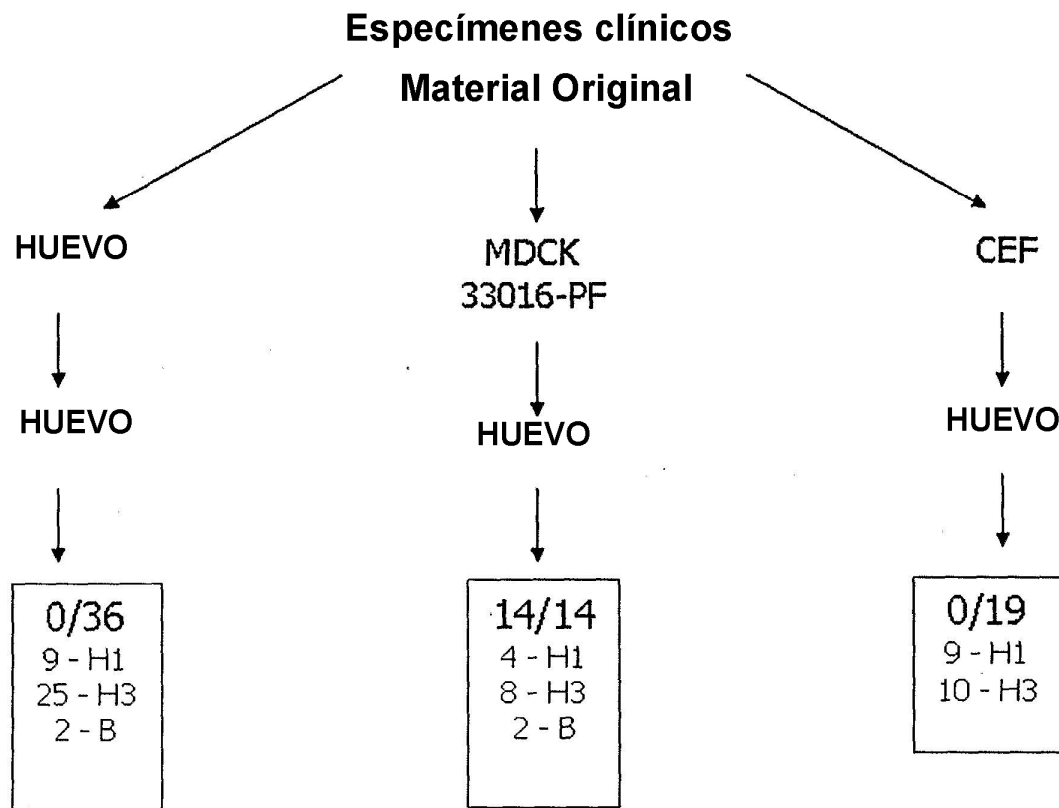 Especímenes clínicos
Material Original
HUEVO
MDCK
33016-PF
CEF
HUEVO
HUEVO
HUEVO
0/36
9 - H1
25 - H3
2 - B
14/14
4 - H1
8 - H3
2 - B
0/19
9 - H1
10 - H3